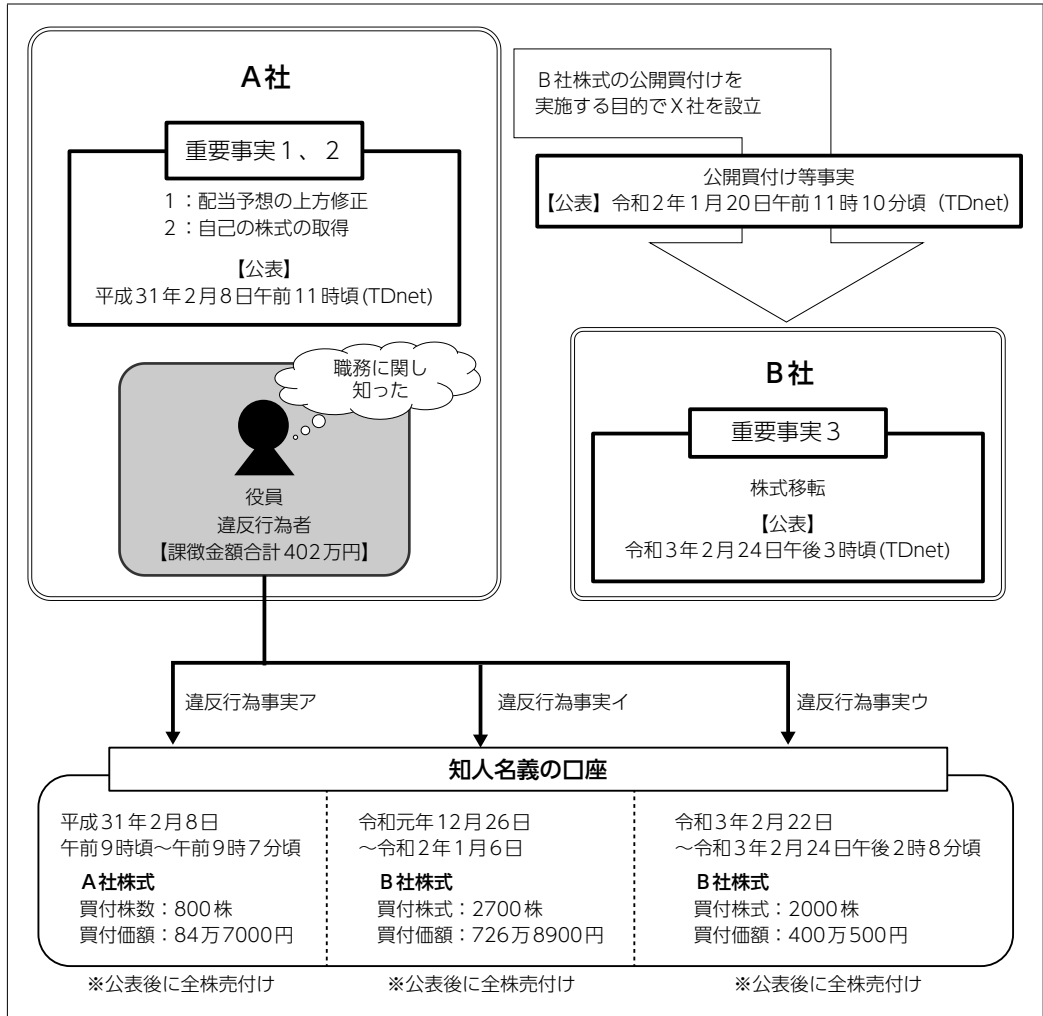 A社
重要事実1、2
1：配当予想の上方修正
2：自己の株式の取得
【公表】
平成31年2月8日午前11時頃(TDnet)
職務に関し
知った
役員
違反行為者
【課徴金額合計402万円】
B社株式の公開買付けを
実施する目的でX社を設立
公開買付け等事実
【公表】令和2年1月20日午前11時10分頃（TDnet)
B社
重要事実3
株式移転
【公表】
令和3年2月24日午後3時頃(TDnet)
違反行為事実ア
違反行為事実イ
違反行為事実ウ
知人名義の口座
平成31年2月8日
午前9時頃～午前9時7分頃
A社株式
買付株数：800株
買付価額：84万7000円
※公表後に全株売付け
令和元年12月26日
～令和2年1月6日
B社株式
買付株式：2700株
買付価額：726万8900円
※公表後に全株売付け
令和3年2月22日
～令和3年2月24日午後2時8分頃
B社株式
買付株式：2000株
買付価額：400万500円
※公表後に全株売付け